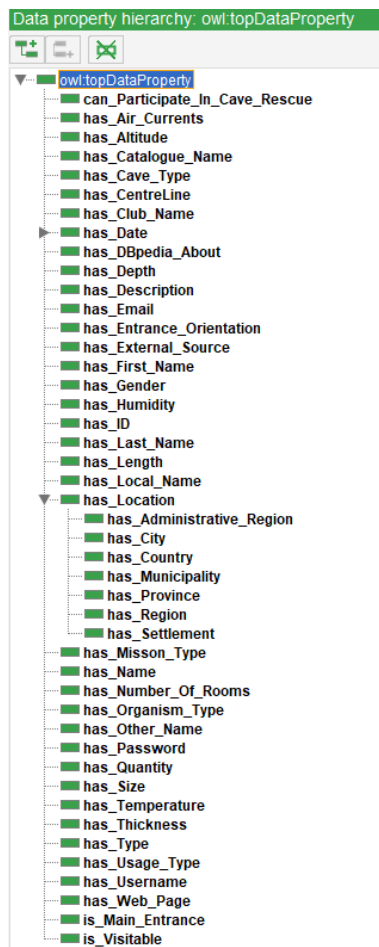 Data property hierarchy: owl:topDataProperty
owl:topDataProperty
can_Participate_In_Cave_Rescue
has_Air_Currents
has_Altitude
has_Catalogue_Name
has_Cave_Type
has_CentreLine
has_Club_Name
has_Date
has_DBpedia_About
has_Depth
has_Description
has_Email
has_Entrance_Orientation
has_External_Source
has_First_Name
has_Gender
has_Humidity
has_ID
has_Last_Name
has_Length
has_Local_Name
has_Location
has_Administrative_Region
has_City
has_Country
has_Municipality
has_Province
has_Region
has_Settlement
has_Misson_Type
has_Name
has_Number_Of_Rooms
has_Organism_Type
has_Other_Name
has_Password
has_Quantity
has_Size
has_Temperature
has_Thickness
has_Type
has_Usage_Type
has_Username
has_Web_Page
is_Main_Entrance
is_Visitable